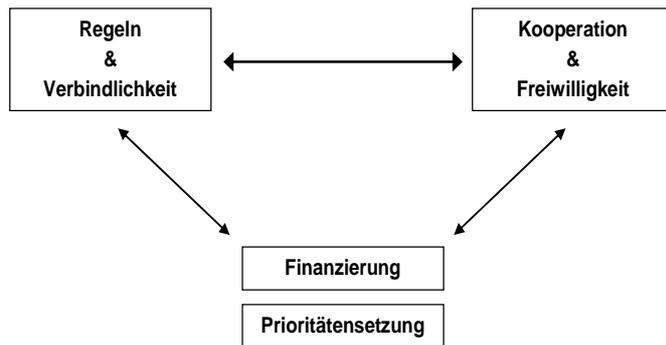 Regeln
&
Verbindlichkeit
Kooperation
&
Freiwilligkeit
Finanzierung
Prioritätensetzung